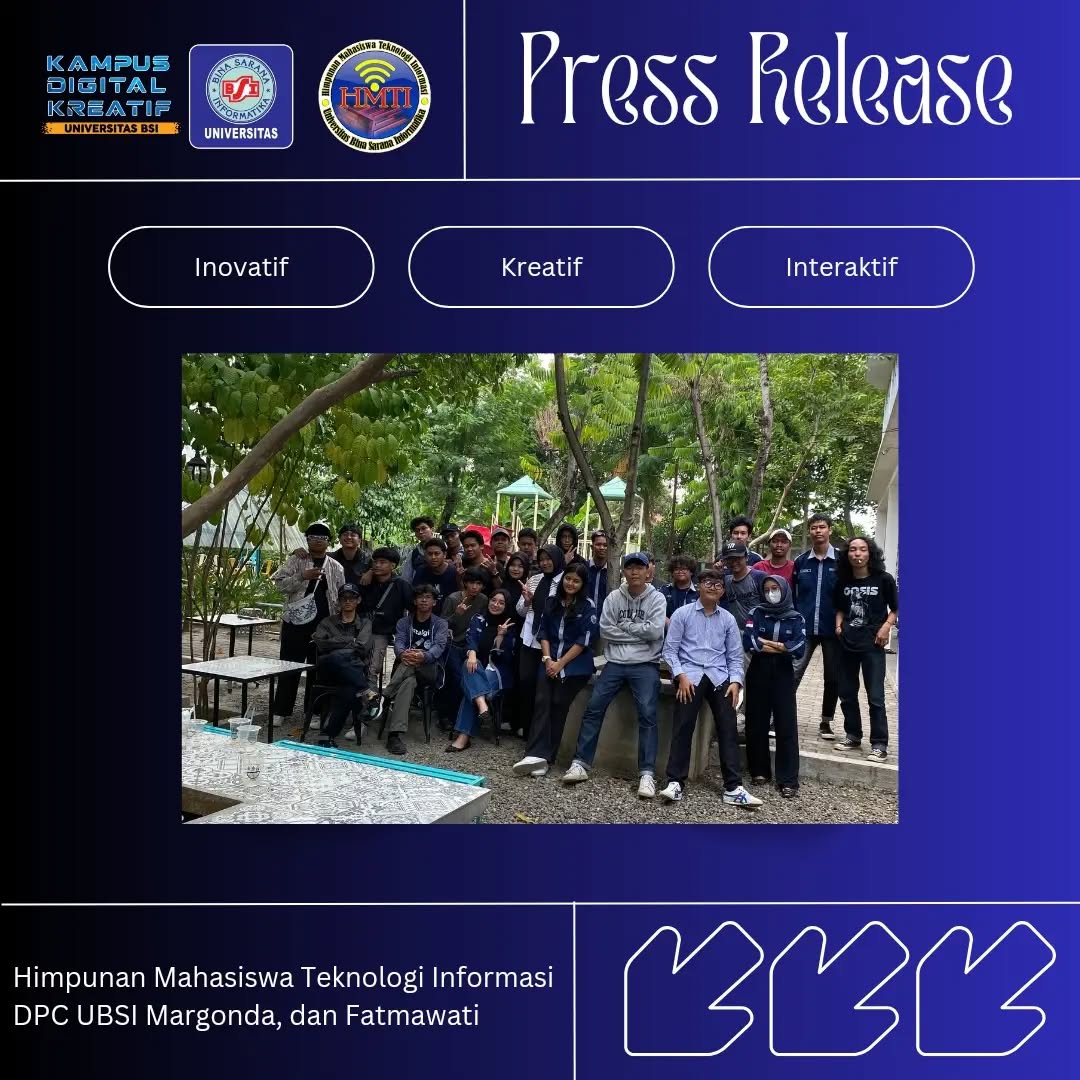 KAMPUS
DIGITAL
KREATIF
UNIVERSITAS BSI
BINA SARANA
BSI
INFORMATIKA
UNIVERSITAS
Himpunan Mahasiswa Teknologi Informasi
HMTI
Universitas Bina Sarana Informatika
Press Release
Inovatif
Kreatif
Interaktif
OASIS
Himpunan Mahasiswa Teknologi Informasi
DPC UBSI Margonda, dan Fatmawati